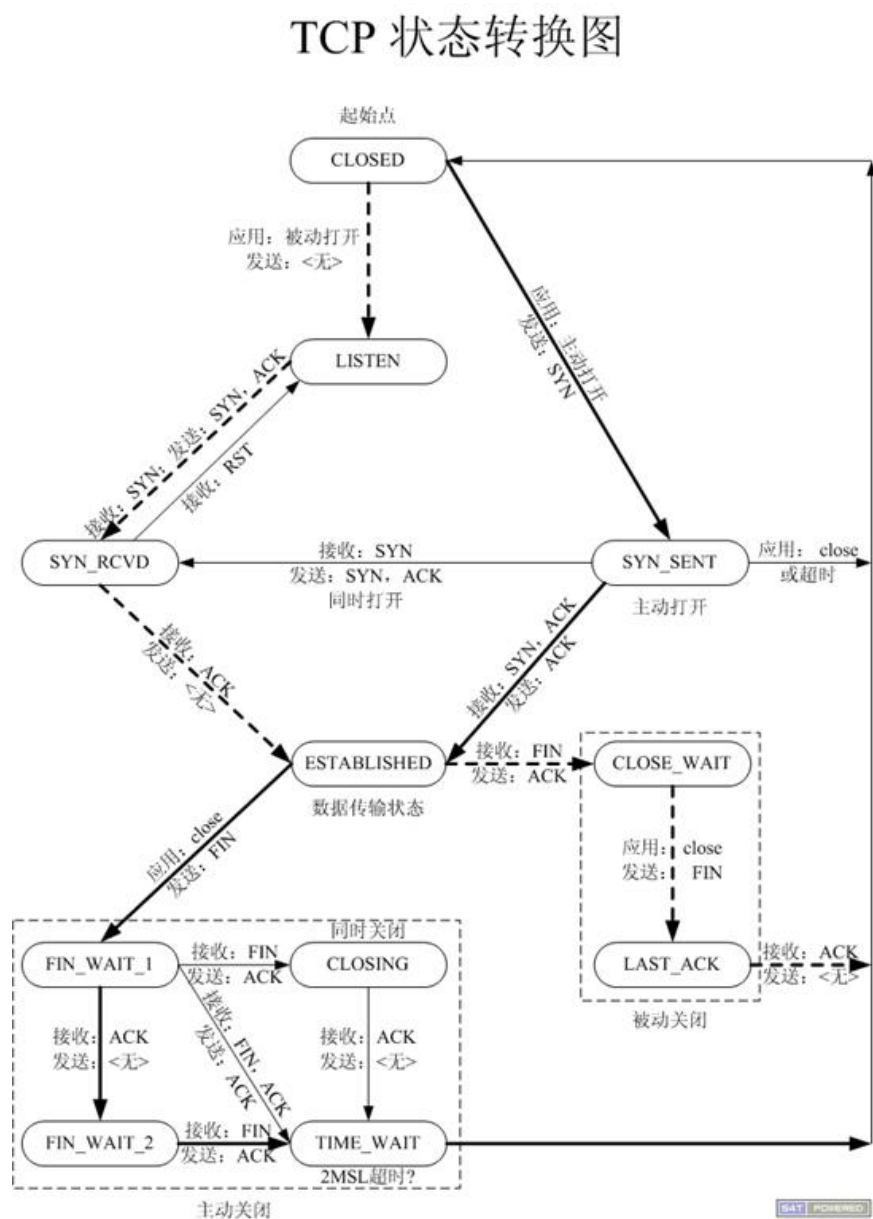 TCP 状态转换图
起始点
CLOSED
应用：被动打开
发送：<无>
应用：主动打开
发送：SYN
LISTEN
接收：SYN；发送：SYN，ACK
接收：RST
SYN_RCVD
接收：SYN
发送：SYN，ACK
同时打开
SYN_SENT
主动打开
应用： close
或超时
接收：ACK
发送：<无>
接收：SYN，ACK
发送：ACK
ESTABLISHED
数据传输状态
接收：FIN
发送：ACK
CLOSE_WAIT
应用： close
发送： FIN
应用：close
发送：FIN
同时关闭
FIN_WAIT_1
接收：FIN
发送：ACK
CLOSING
LAST_ACK
接收：ACK
发送：<无>
被动关闭
接收：ACK
发送：<无>
接收：FIN，ACK
发送：ACK
接收：ACK
发送：<无>
FIN_WAIT_2
接收：FIN
发送：ACK
TIME_WAIT
2MSL超时?
主动关闭
S4T POWERED